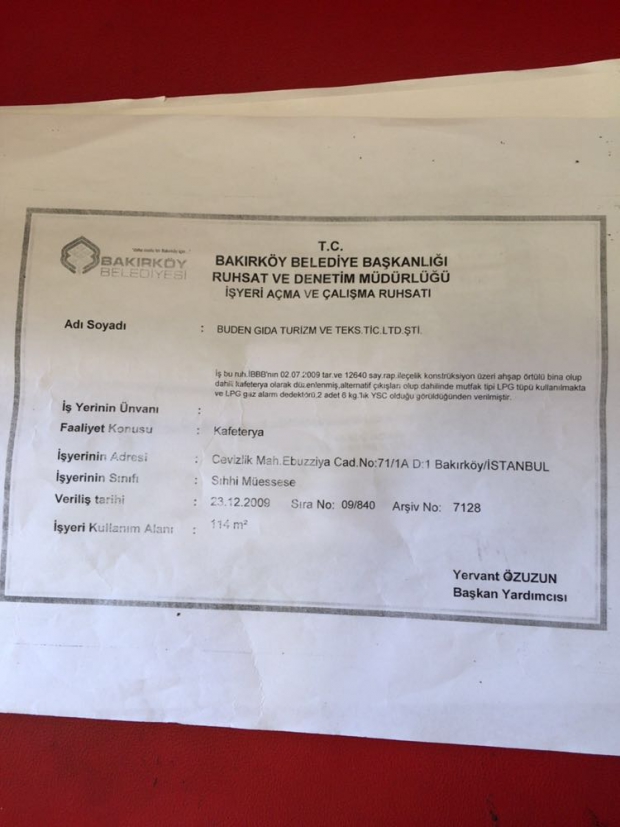 T.C.
BAKIRKÖY
BELEDİYESİ
BAKIRKÖY BELEDİYE BAŞKANLIĞI
RUHSAT VE DENETİM MÜDÜRLÜĞÜ
İŞYERİ AÇMA VE ÇALIŞMA RUHSATI
Adı Soyadı : BUDEN GIDA TURİZM VE TEKS.TİC.LTD.ŞTİ.
İş bu ruh.İBBB'nın 02.07.2009 tar.ve 12640 say.rap.ile çelik konstrüksiyon üzeri ahşap örtülü bina olup
dahili kafeterya olarak düzenlenmiş,alternatif çıkışları olup dahilinde mutfak tipi LPG tüpü kullanılmakta
ve LPG gaz alarm dedektörü,2 adet 6 kg.lık YSC olduğu görüldüğünden verilmiştir.
İş Yerinin Ünvanı :
Faaliyet Konusu : Kafeterya
İşyerinin Adresi : Cevizlik Mah.Ebuzziya Cad.No:71/1A D:1 Bakırköy/İSTANBUL
İşyerinin Sınıfı : Sıhhi Müessese
Veriliş tarihi : 23.12.2009 Sıra No: 09/840 Arşiv No: 7128
İşyeri Kullanım Alanı : 114 m²
Yervant ÖZUZUN
Başkan Yardımcısı